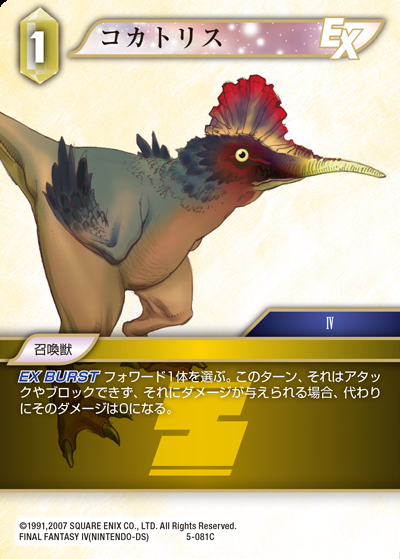 1
コカトリス
EX
IV
召喚獣
EX BURST フォワード1体を選ぶ。このターン、それはアタッ
クやブロックできず、それにダメージが与えられる場合、代わり
にそのダメージは0になる。
土
©1991,2007 SQUARE ENIX CO., LTD. All Rights Reserved.
FINAL FANTASY IV(NINTENDO-DS) 5-081C